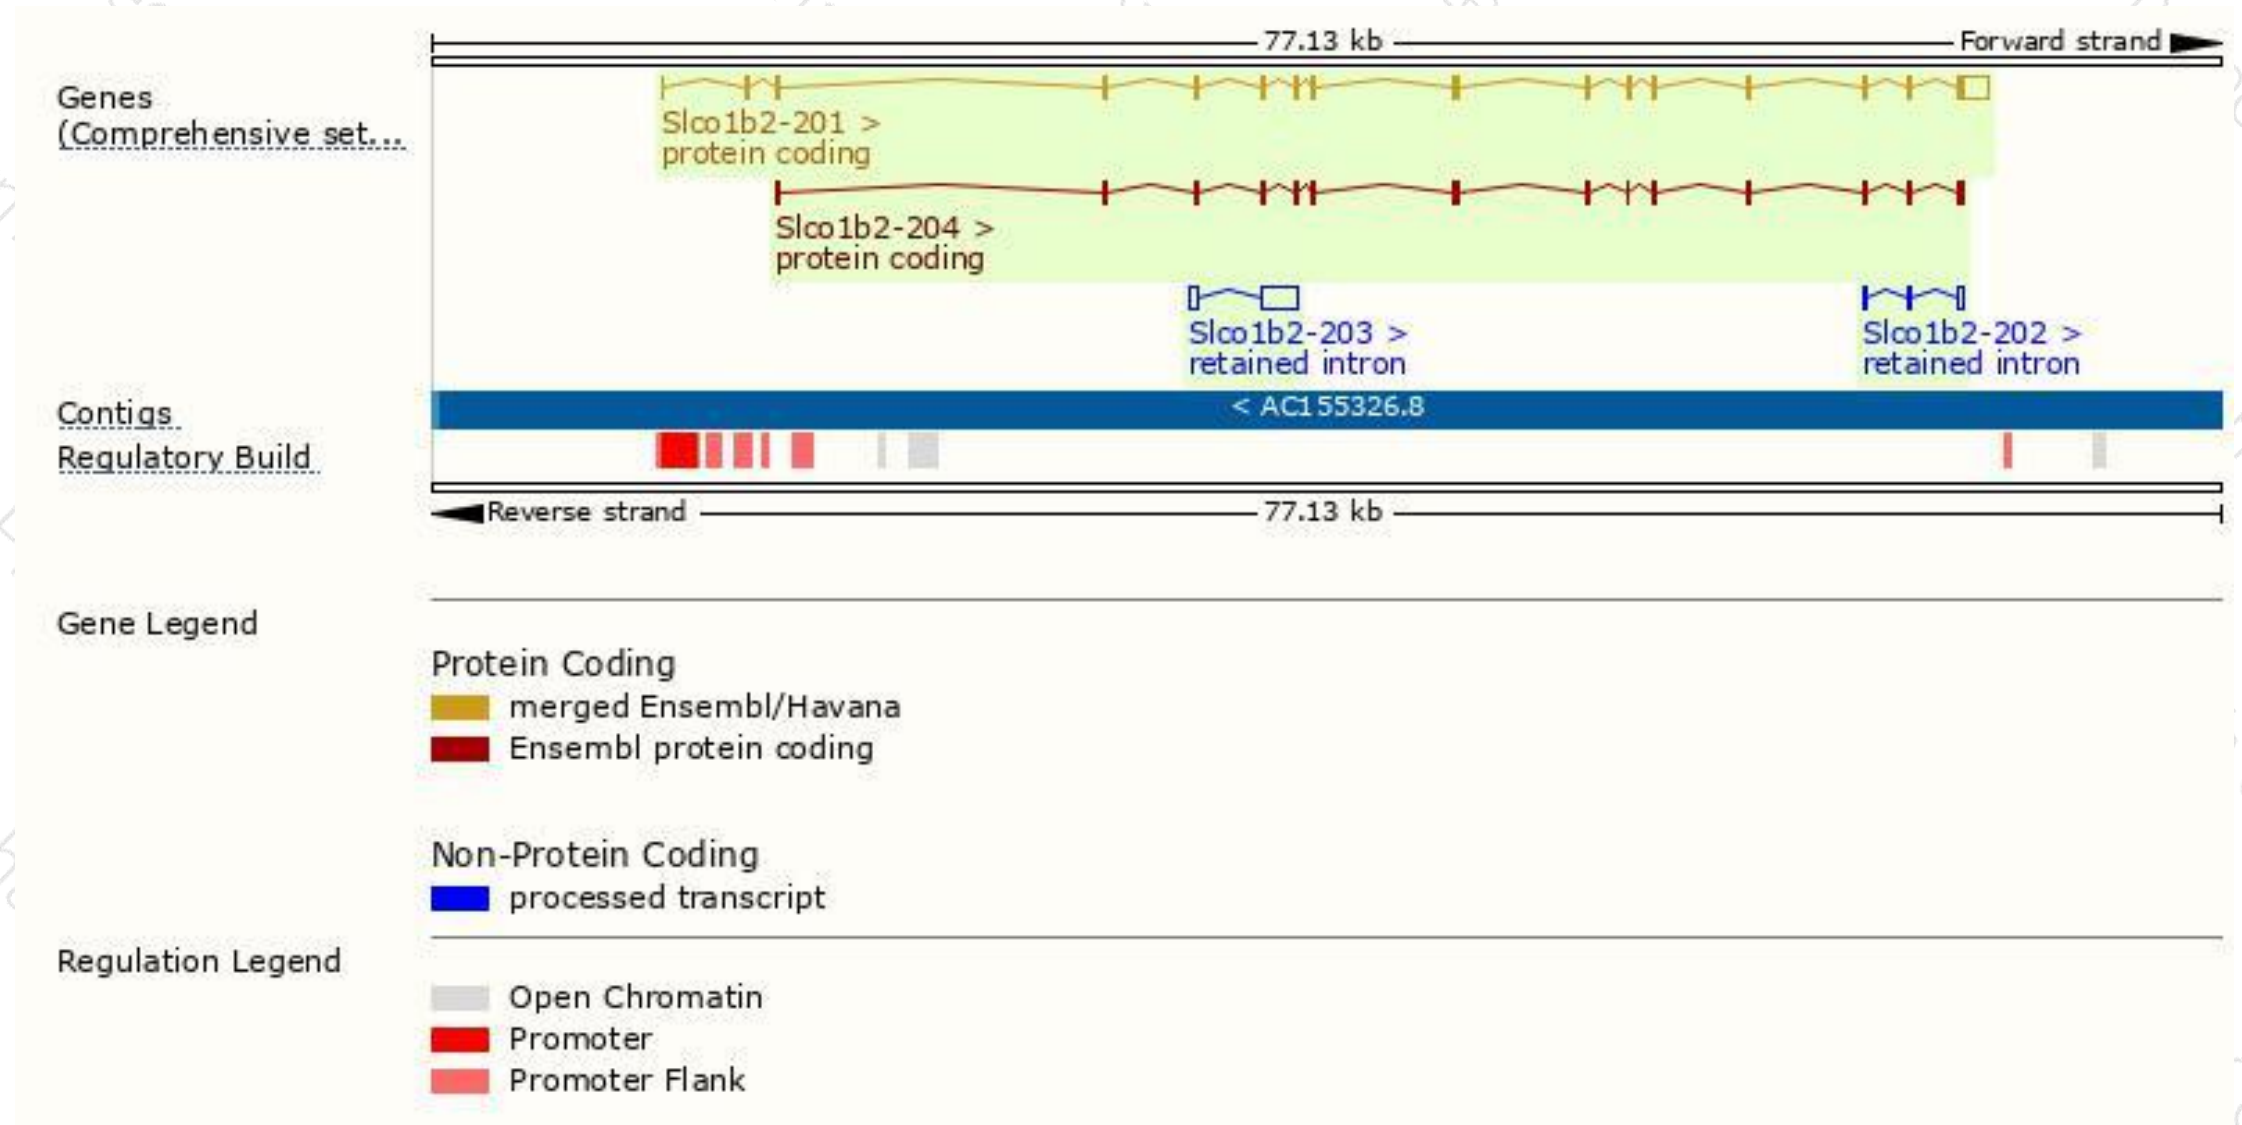 77.13 kb
Forward strand
Genes
(Comprehensive set...
Slco1b2-201 >
protein coding
Slco1b2-204 >
protein coding
Slco1b2-203 >
retained intron
Slco1b2-202 >
retained intron
Contigs
< AC155326.8
Regulatory Build
Reverse strand
77.13 kb
Gene Legend
Protein Coding
merged Ensembl/Havana
Ensembl protein coding
Non-Protein Coding
processed transcript
Regulation Legend
Open Chromatin
Promoter
Promoter Flank